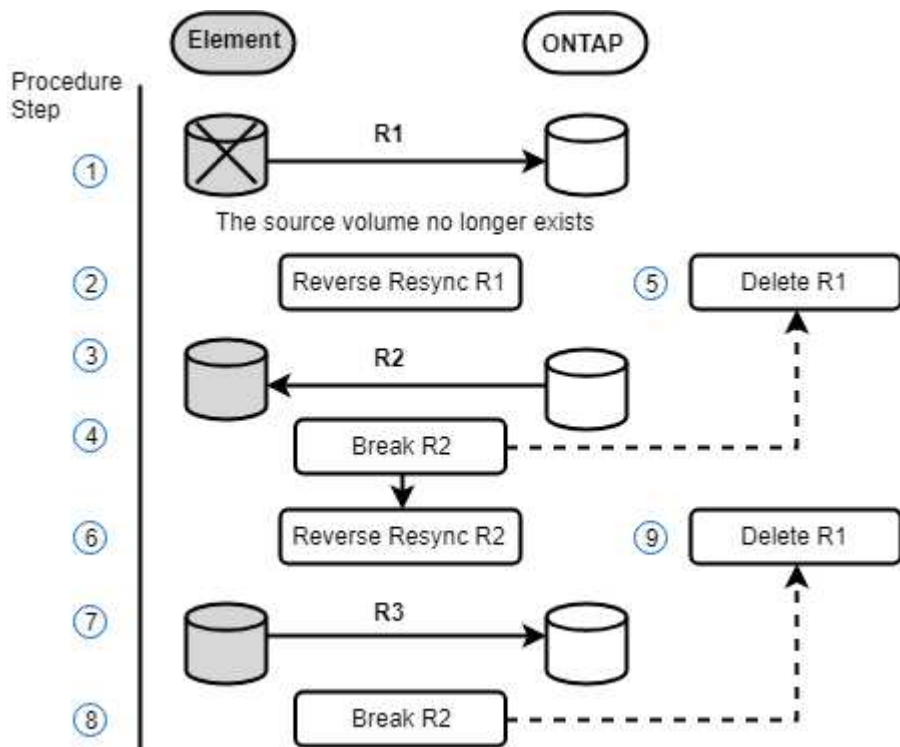 Element
ONTAP
Procedure
Step
R1
1
The source volume no longer exists
2
Reverse Resync R1
5
Delete R1
3
R2
4
Break R2
6
Reverse Resync R2
9
Delete R1
7
R3
8
Break R2